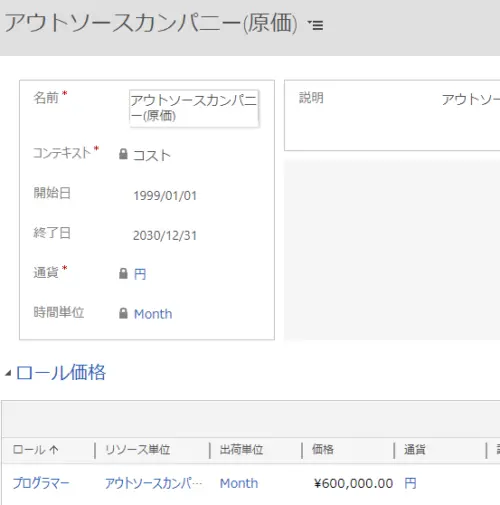 アウトソースカンパニー(原価)
名前*
アウトソースカンパニ
ー(原価)
説明
アウトソー
コンテキスト*
コスト
開始日
1999/01/01
終了日
2030/12/31
通貨*
円
時間単位
Month
ロール価格
ロール↑ リソース単位 出荷単位 価格 通貨
プログラマー アウトソースカンパ… Month ¥600,000.00 円